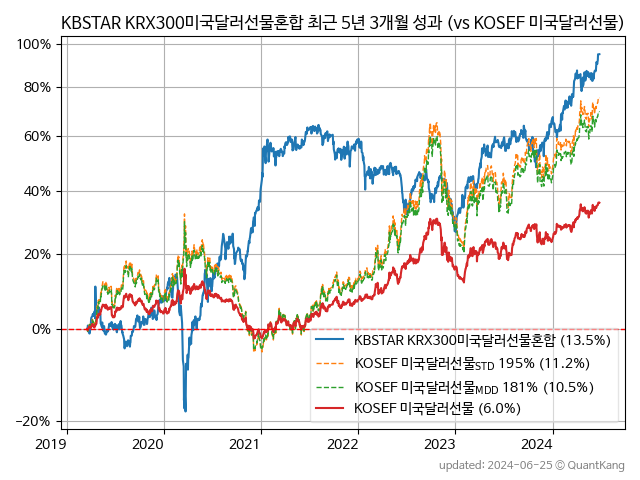 KBSTAR KRX300미국달러선물혼합 최근 5년 3개월 성과 (vs KOSEF 미국달러선물)
100%
80%
60%
40%
20%
0%
−20%
KBSTAR KRX300미국달러선물혼합 (13.5%)
KOSEF 미국달러선물STD 195% (11.2%)
KOSEF 미국달러선물MDD 181% (10.5%)
KOSEF 미국달러선물 (6.0%)
2019 2020 2021 2022 2023 2024
updated: 2024-06-25 ⓒ QuantKang